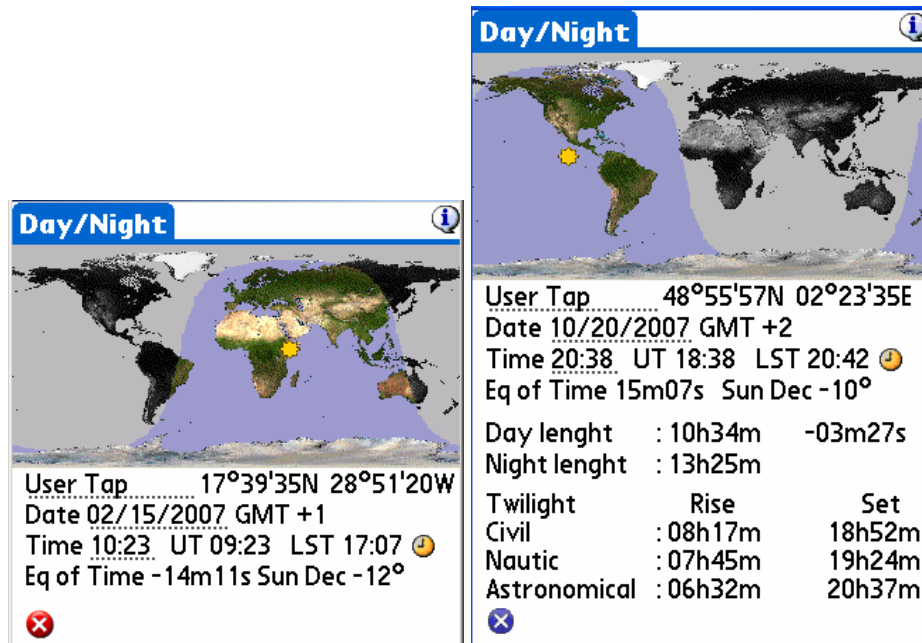 Day/Night
User Tap 17°39'35N 28°51'20W
Date 02/15/2007 GMT +1
Time 10:23 UT 09:23 LST 17:07
Eq of Time -14m11s Sun Dec -12°
Day/Night
User Tap 48°55'57N 02°23'35E
Date 10/20/2007 GMT +2
Time 20:38 UT 18:38 LST 20:42
Eq of Time 15m07s Sun Dec -10°
Day lenght : 10h34m -03m27s
Night lenght : 13h25m
Twilight Rise Set
Civil : 08h17m 18h52m
Nautic : 07h45m 19h24m
Astronomical : 06h32m 20h37m